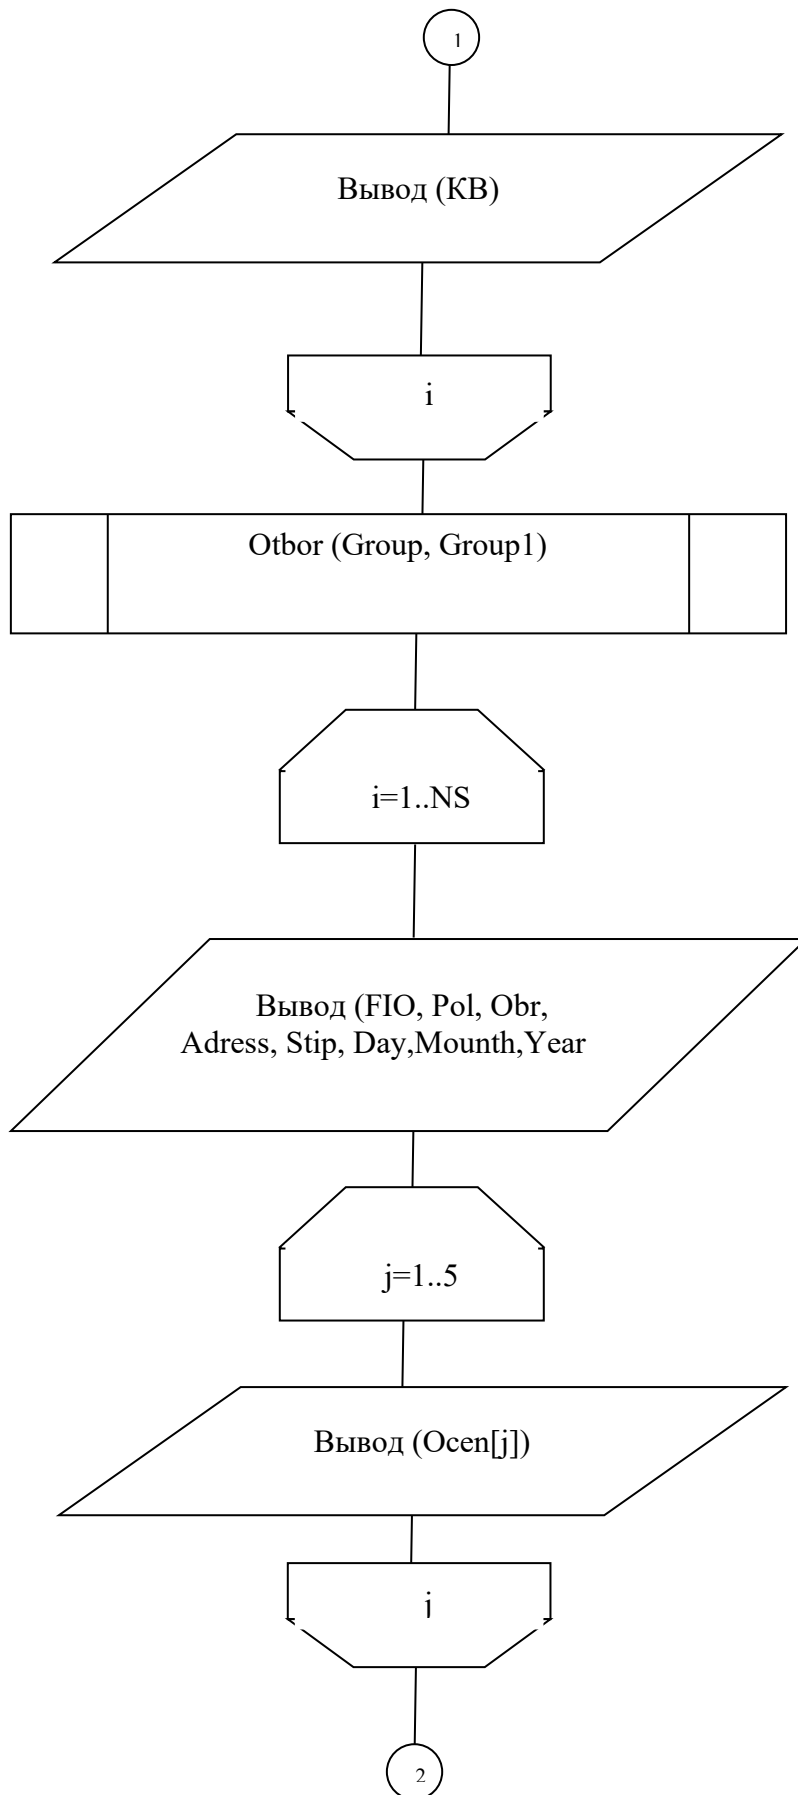 1
Вывод (КВ)
i
Otbor (Group, Group1)
i=1..NS
Вывод (FIO, Pol, Obr,
Adress, Stip, Day,Mounth,Year
j=1..5
Вывод (Ocen[j])
j
2